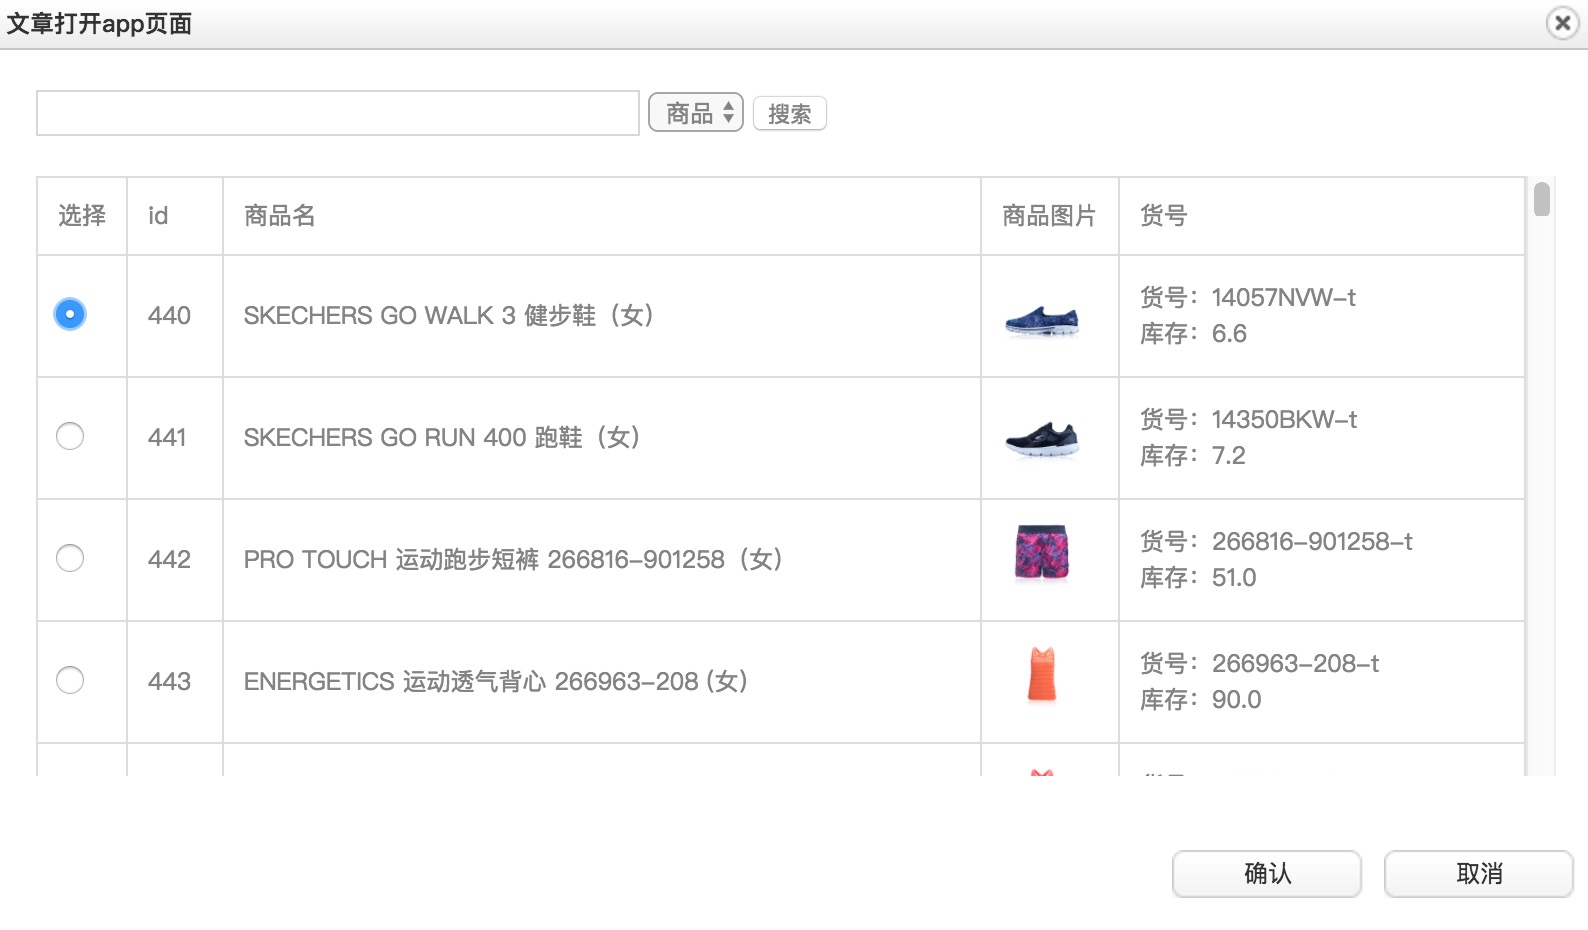 文章打开app页面
商品
搜索
选择
id
商品名
商品图片
货号
440
SKECHERS GO WALK 3 健步鞋（女）
货号：14057NVW-t
库存：6.6
441
SKECHERS GO RUN 400 跑鞋（女）
货号：14350BKW-t
库存：7.2
442
PRO TOUCH 运动跑步短裤 266816-901258（女）
货号：266816-901258-t
库存：51.0
443
ENERGETICS 运动透气背心 266963-208 (女)
货号：266963-208-t
库存：90.0
确认
取消